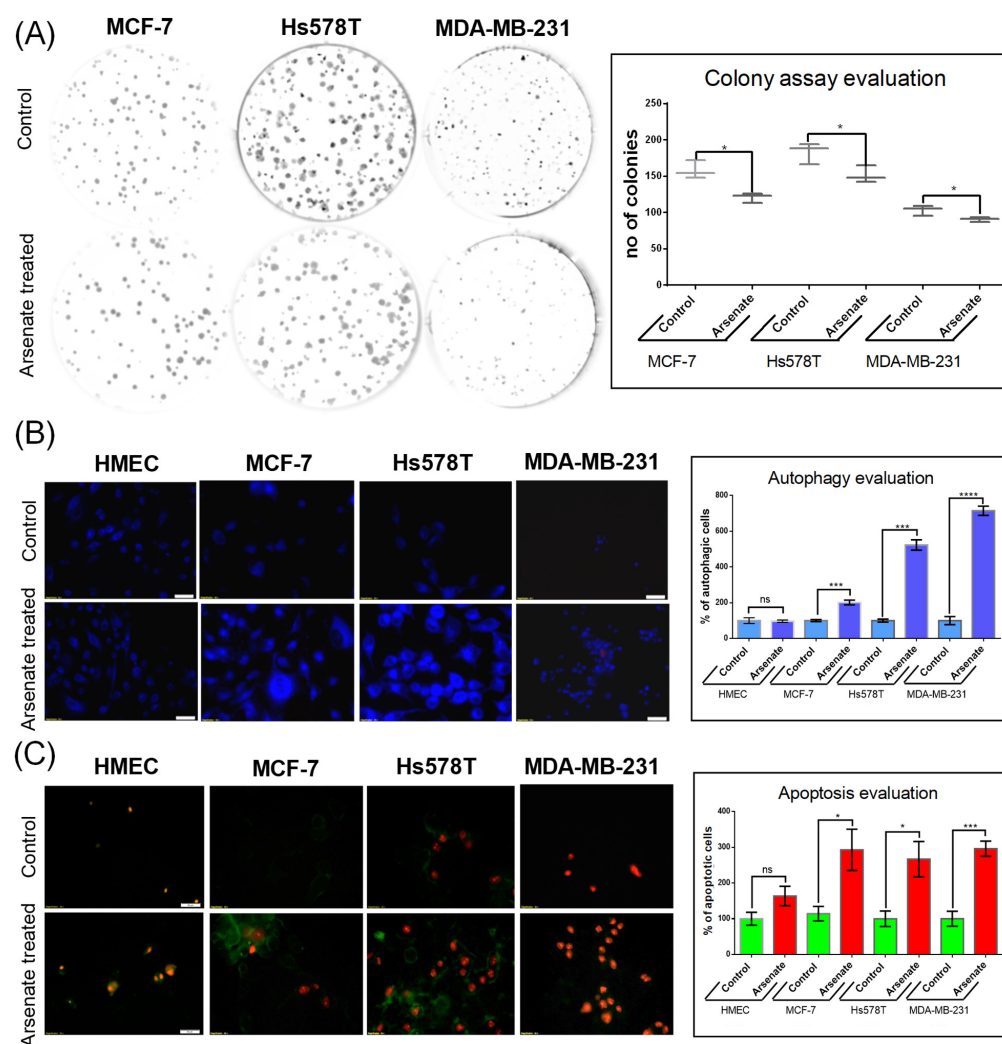 (A)
MCF-7 Hs578T MDA-MB-231
Control
Arsenate treated
Colony assay evaluation
no of colonies
250
200
150
100
50
0
* * *
Control Arsenate Control Arsenate Control Arsenate
MCF-7 Hs578T MDA-MB-231
(B)
HMEC MCF-7 Hs578T MDA-MB-231
Control
Arsenate treated
Autophagy evaluation
% of autophagic cells
800
600
400
200
0
ns *** *** ****
Control Arsenate Control Arsenate Control Arsenate Control Arsenate
HMEC MCF-7 Hs578T MDA-MB-231
(C)
HMEC MCF-7 Hs578T MDA-MB-231
Control
Arsenate treated
Apoptosis evaluation
% of apoptotic cells
400
300
200
100
0
ns * * ***
Control Arsenate Control Arsenate Control Arsenate Control Arsenate
HMEC MCF-7 Hs578T MDA-MB-231